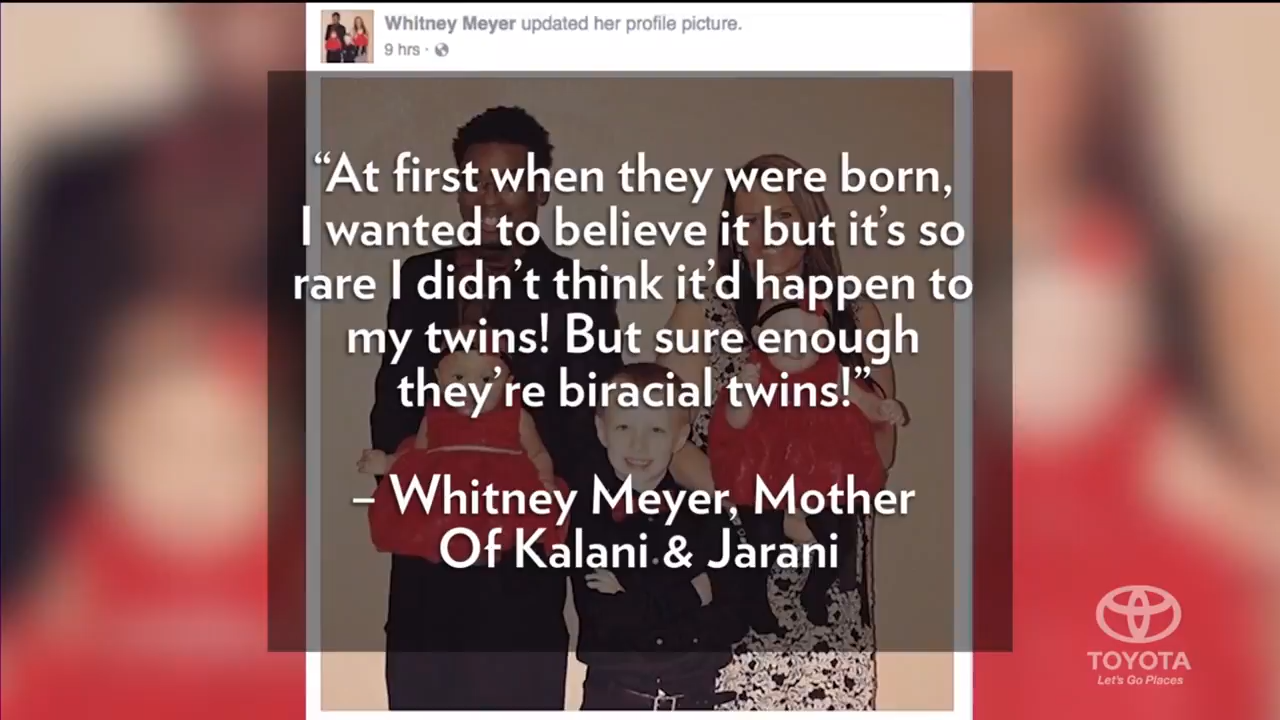 Whitney Meyer updated her profile picture.
9 hrs ·
“At first when they were born,
I wanted to believe it but it’s so
rare I didn’t think it’d happen to
my twins! But sure enough
they’re biracial twins!”
– Whitney Meyer, Mother
Of Kalani & Jarani
TOYOTA
Let's Go Places